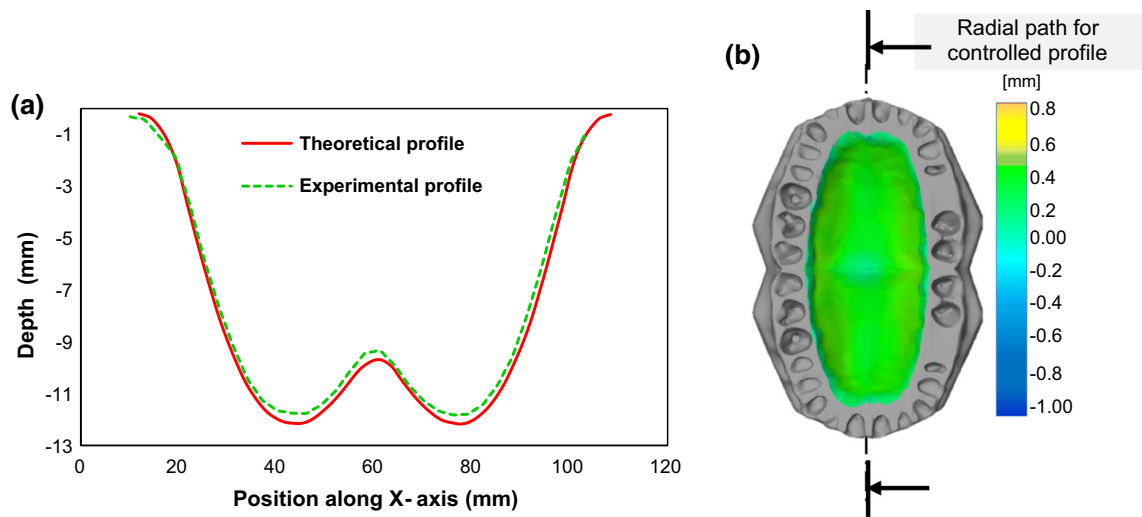 (a)
-1
-3
-5
-7
-9
-11
-13
Depth (mm)
Theoretical profile
Experimental profile
0
20
40
60
80
100
120
Position along X- axis (mm)
(b)
Radial path for
controlled profile
[mm]
0.8
0.6
0.4
0.2
0.00
-0.2
-0.4
-0.6
-0.8
-1.00